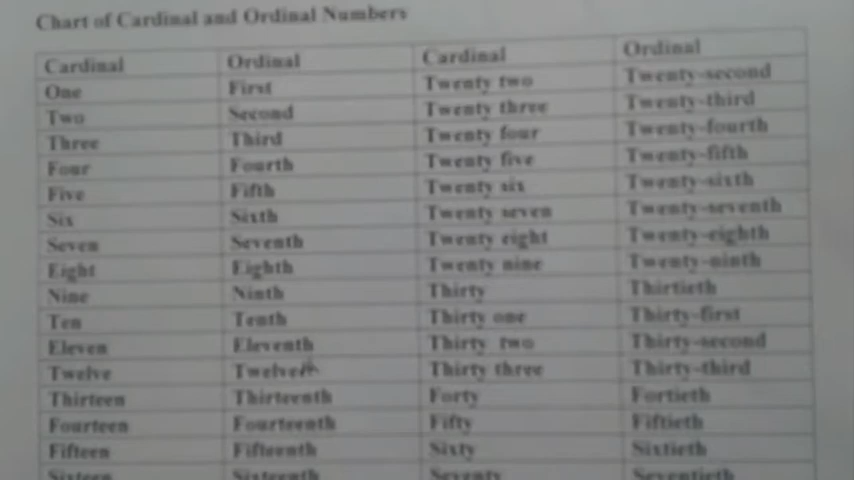 Chart of Cardinal and Ordinal Numbers
Cardinal Ordinal Cardinal Ordinal
One First Twenty two Twenty-second
Two Second Twenty three Twenty-third
Three Third Twenty four Twenty-fourth
Four Fourth Twenty five Twenty-fifth
Five Fifth Twenty six Twenty-sixth
Six Sixth Twenty seven Twenty-seventh
Seven Seventh Twenty eight Twenty-eighth
Eight Eighth Twenty nine Twenty-ninth
Nine Ninth Thirty Thirtieth
Ten Tenth Thirty one Thirty-first
Eleven Eleventh Thirty two Thirty-second
Twelve Thirty three Thirty-third
Thirteen Thirteenth Forty Fortieth
Fourteen Fourteenth Fifty Fiftieth
Fifteen Fifteenth Sixty Sixtieth
Sixteen Sixteenth Seventy Seventieth